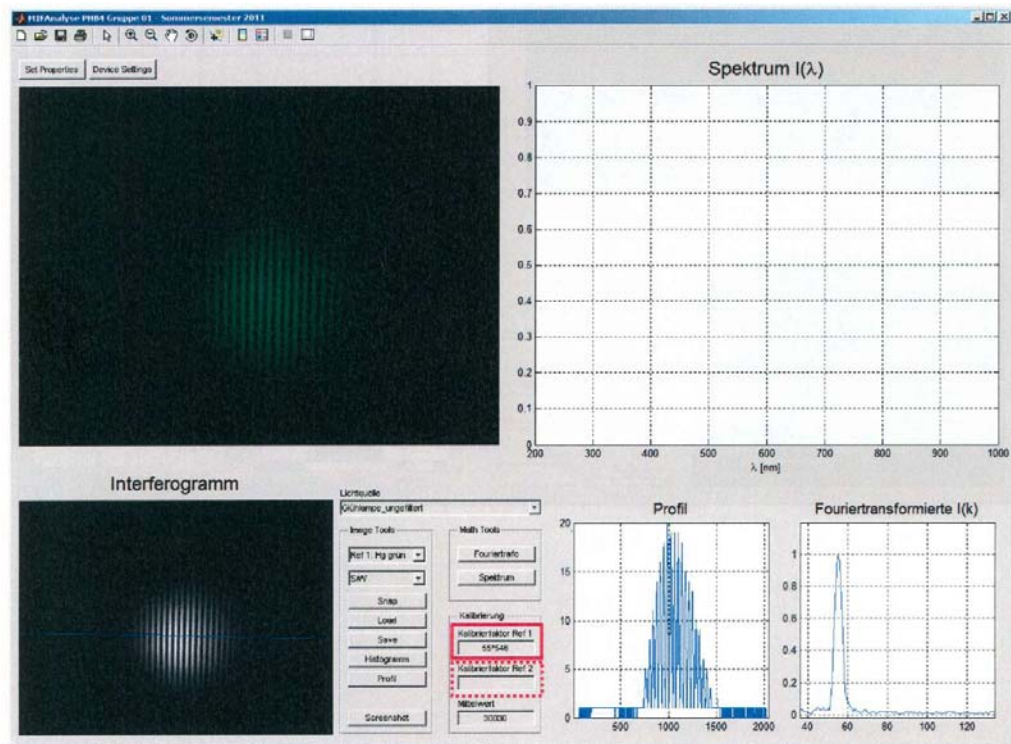 FTIFAnalyse PHB4 Gruppe 01 - Sommersemester 2011
Set Properties
Device Settings
Spektrum I(λ)
1
0.9
0.8
0.7
0.6
0.5
0.4
0.3
0.2
0.1
0
200 300 400 500 600 700 800 900 1000
λ [nm]
Interferogramm
Lichtquelle
Glühlampe_ungefiltert
Image Tools
Ref 1: Hg grün
S/W
Snap
Load
Save
Histogramm
Profil
Screenshot
Math Tools
Fouriertrafo
Spektrum
Kalibrierung
Kalibrierfaktor Ref 1
55*546
Kalibrierfaktor Ref 2
Mittelwert
30030
Profil
20
15
10
5
0
500 1000 1500 2000
Fouriertransformierte I(k)
1
0.8
0.6
0.4
0.2
0
40 60 80 100 120